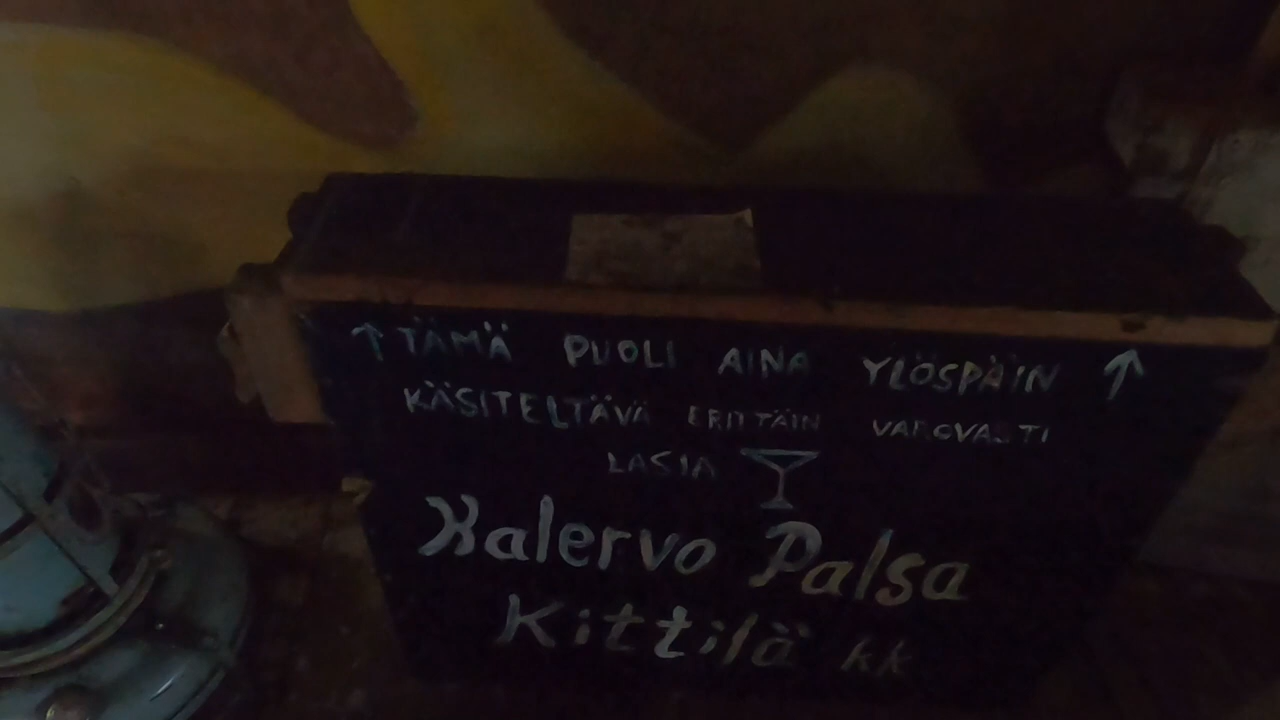 ↑ TÄMÄ PUOLI AINA YLÖSPÄIN ↑
KÄSITELTÄVÄ ERITTÄIN VAROVASTI
LASIA
Kalervo Palsa
Kittilä kk